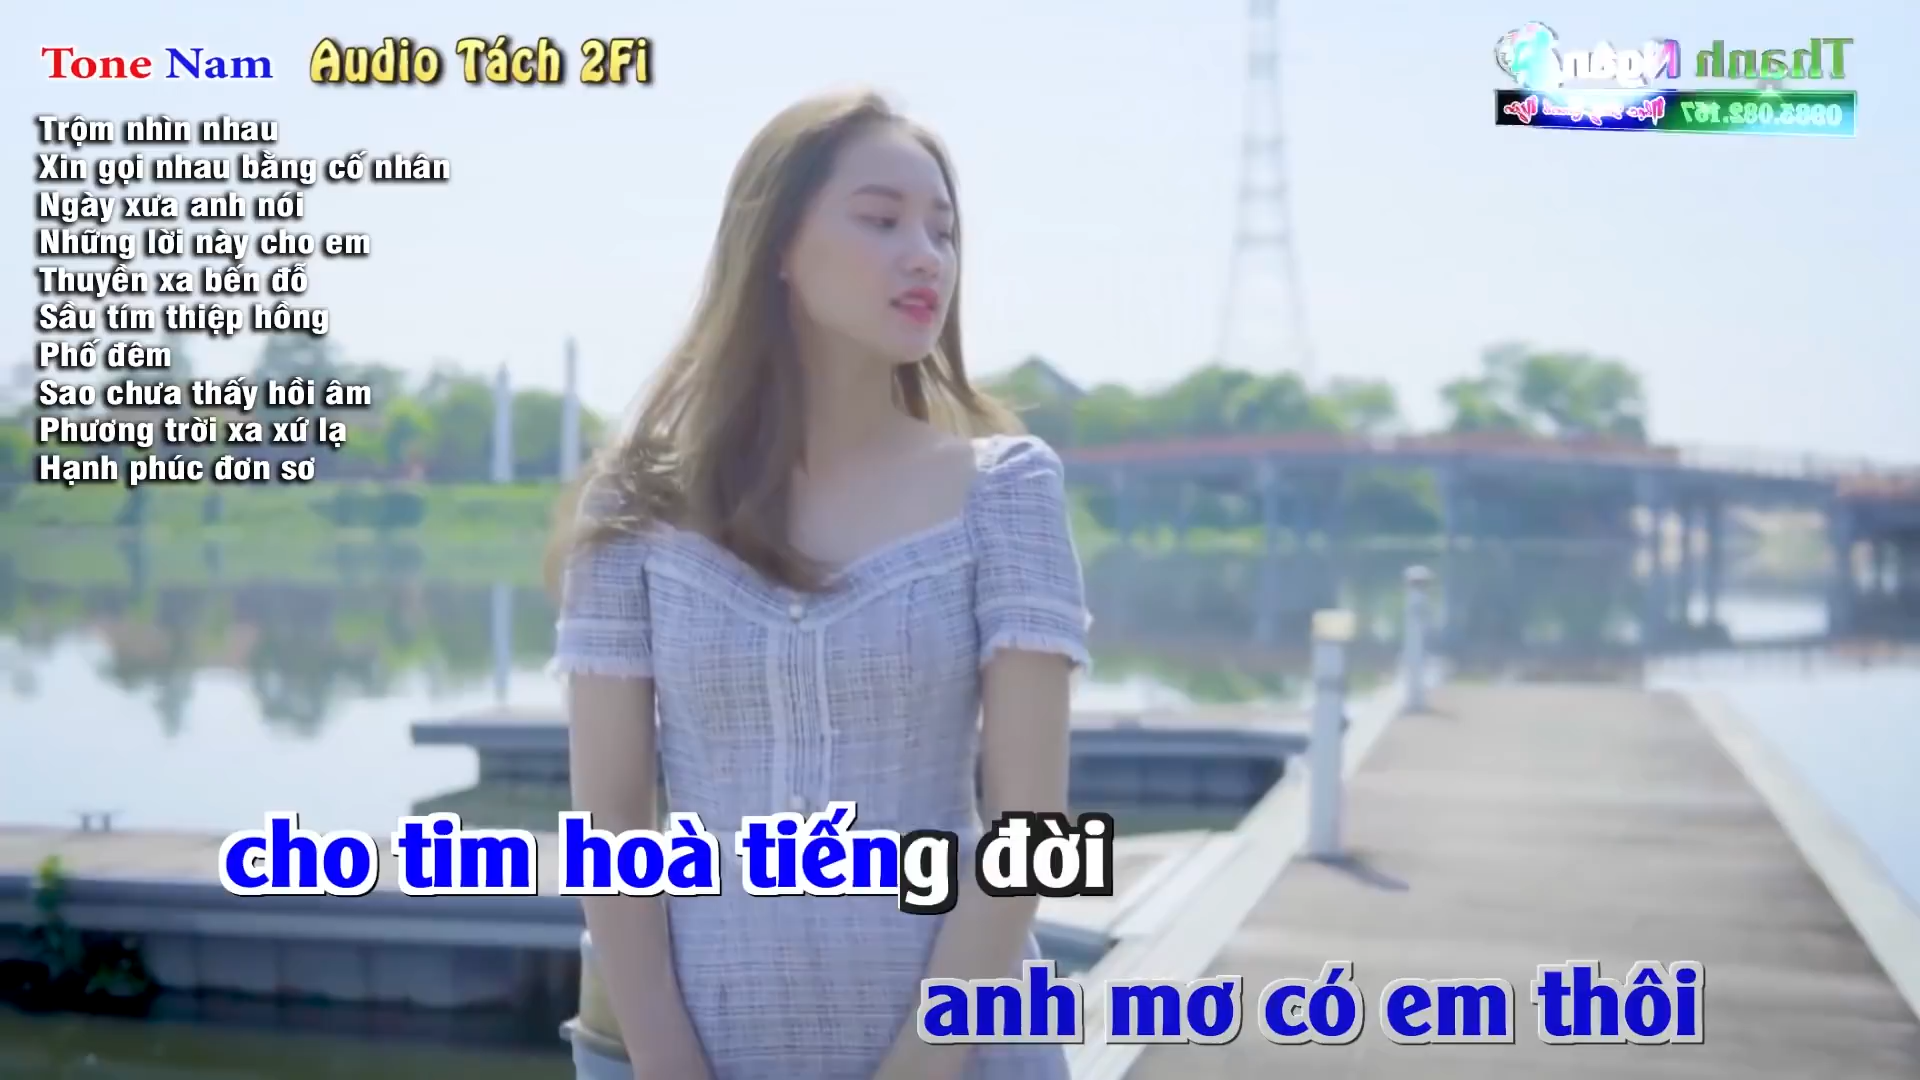 Tone Nam Audio Tách 2Fi
Thanh Ngân
0983.082.167
Trộm nhìn nhau
Xin gọi nhau bằng cố nhân
Ngày xưa anh nói
Những lời này cho em
Thuyền xa bến đỗ
Sầu tím thiệp hồng
Phố đêm
Sao chưa thấy hồi âm
Phương trời xa xứ lạ
Hạnh phúc đơn sơ
cho tim hoà tiếng đời
anh mơ có em thôi